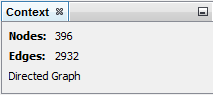 Context
Nodes: 396
Edges: 2932
Directed Graph